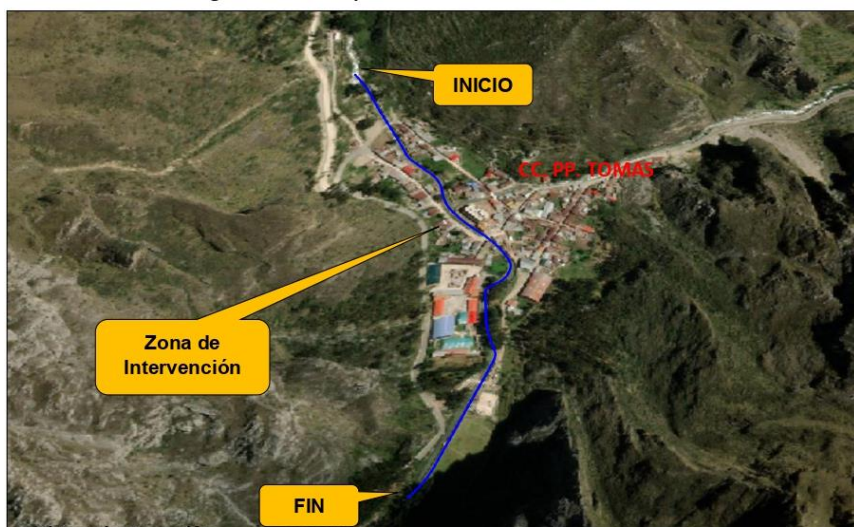 INICIO
CC. PP. TOMAS
Zona de
Intervención
FIN